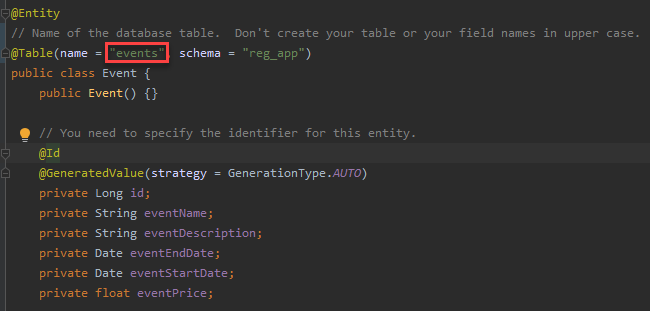 @Entity
// Name of the database table.  Don't create your table or your field names in upper case.
@Table(name = "events", schema = "reg_app")
public class Event {
    public Event() {}
    // You need to specify the identifier for this entity.
    @Id
    @GeneratedValue(strategy = GenerationType.AUTO)
    private Long id;
    private String eventName;
    private String eventDescription;
    private Date eventEndDate;
    private Date eventStartDate;
    private float eventPrice;